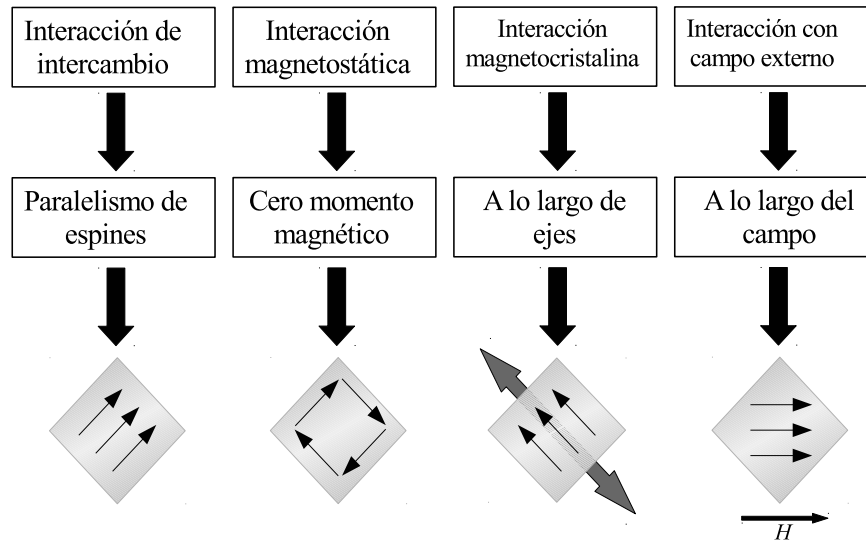 Interacción de
intercambio
Interacción
magnetostática
Interacción
magnetocristalina
Interacción con
campo externo
Paralelismo de
espines
Cero momento
magnético
A lo largo de
ejes
A lo largo del
campo
H